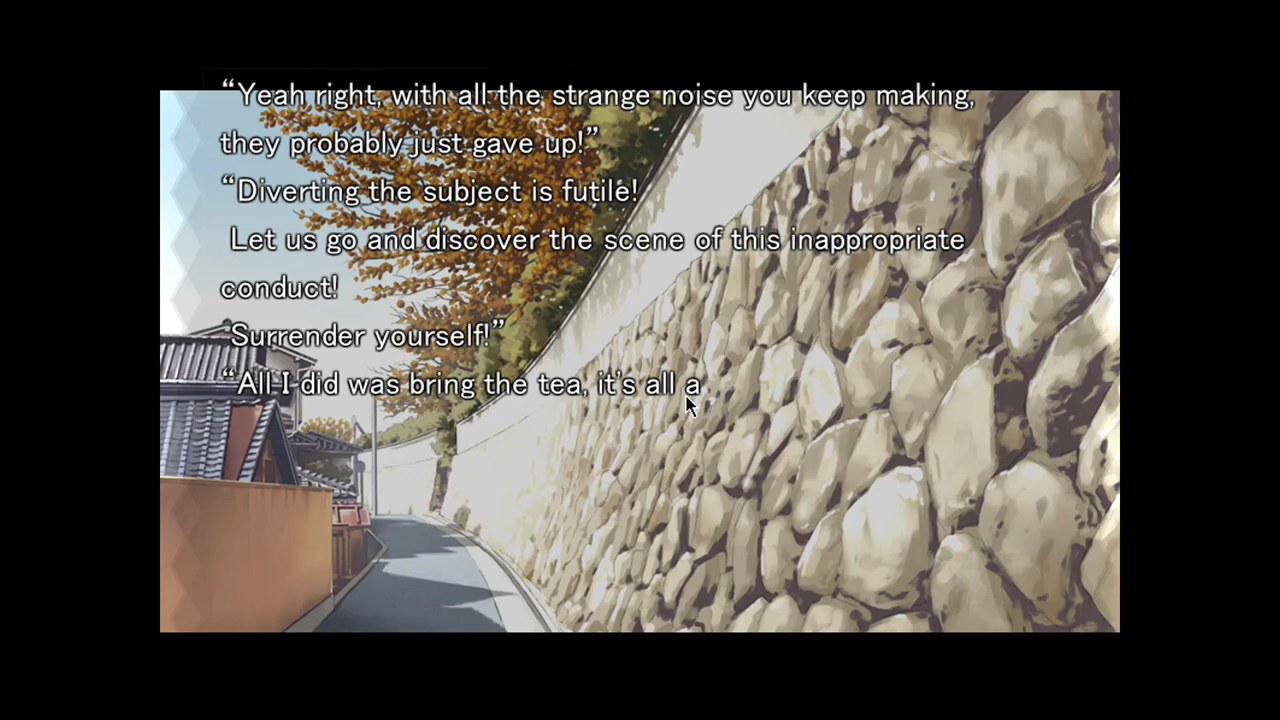 “Yeah right, with all the strange noise you keep making,
they probably just gave up!”
“Diverting the subject is futile!
Let us go and discover the scene of this inappropriate
conduct!
Surrender yourself!”
“All I did was bring the tea, it's all a